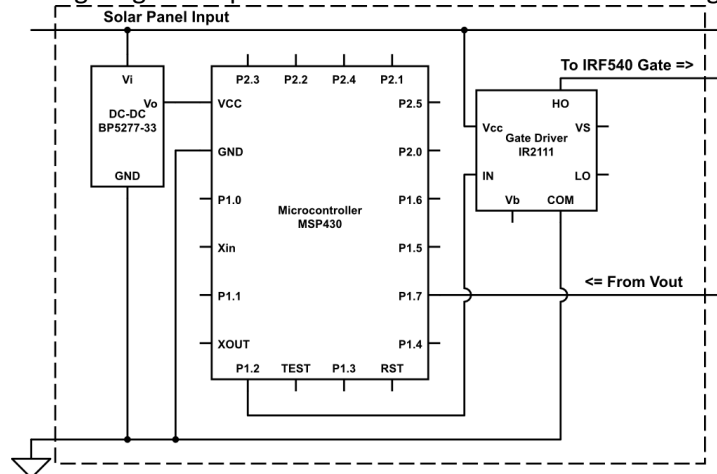 Solar Panel Input
To IRF540 Gate =>
Vi
Vo
DC-DC
BP5277-33
GND
P2.3
P2.2
P2.4
P2.1
VCC
GND
P1.0
Xin
P1.1
XOUT
Microcontroller
MSP430
P2.5
P2.0
P1.6
P1.5
P1.7
P1.4
P1.2
TEST
P1.3
RST
HO
Vcc
VS
Gate Driver
IR2111
IN
LO
Vb
COM
<= From Vout